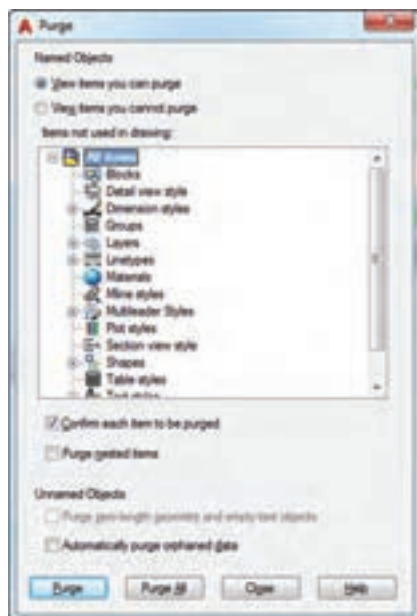 Purge
Named Objects
View items you can purge
View items you cannot purge
Items not used in drawing:
All items
Blocks
Detail view style
Dimension styles
Groups
Layers
Linetypes
Materials
Mline styles
Multileader Styles
Plot styles
Section view style
Shapes
Table styles
Text styles
Confirm each item to be purged
Purge nested items
Unnamed Objects
Purge zero-length geometry and empty text objects
Automatically purge orphaned data
Purge Purge All Close Help